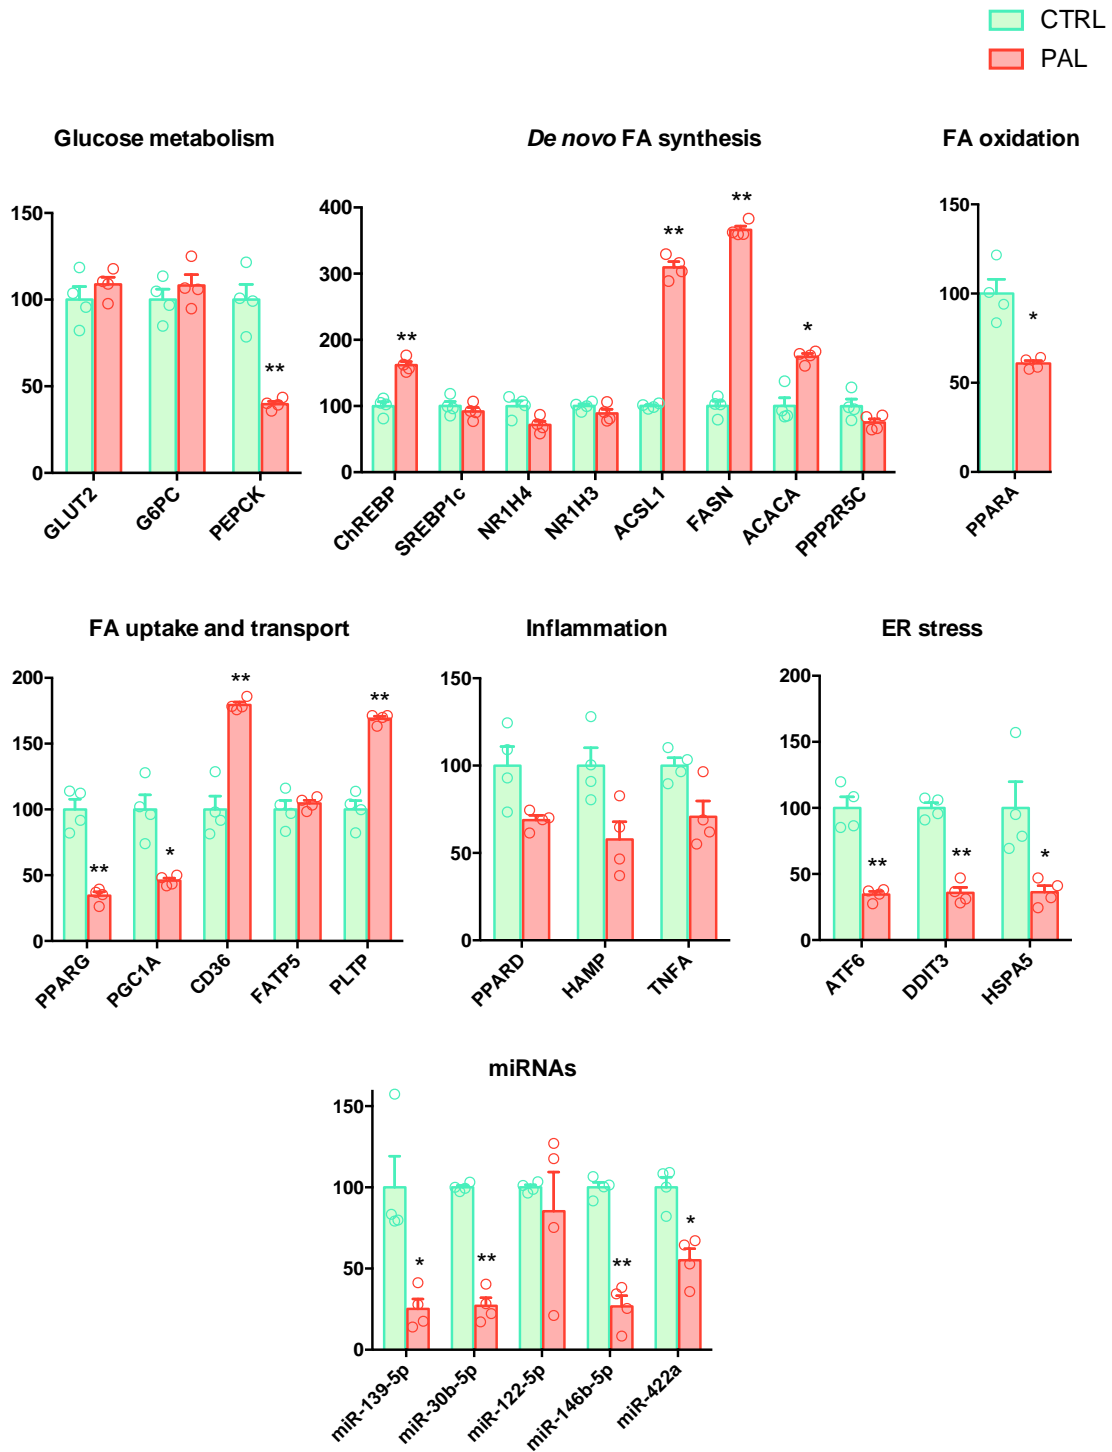 CTRL
PAL
Glucose metabolism
De novo FA synthesis
FA oxidation
150
100
50
0
**
GLUT2
G6PC
PEPCK
400
300
200
100
0
**
**
**
*
ChREBP
SREBP1c
NR1H4
NR1H3
ACSL1
FASN
ACACA
PPP2R5C
150
100
50
0
*
PPARA
FA uptake and transport
Inflammation
ER stress
200
150
100
50
0
**
*
**
**
PPARG
PGC1A
CD36
FATP5
PLTP
150
100
50
0
PPARD
HAMP
TNFA
200
150
100
50
0
**
**
*
ATF6
DDIT3
HSPA5
miRNAs
150
100
50
0
*
**
**
*
miR-139-5p
miR-30b-5p
miR-122-5p
miR-146b-5p
miR-422a